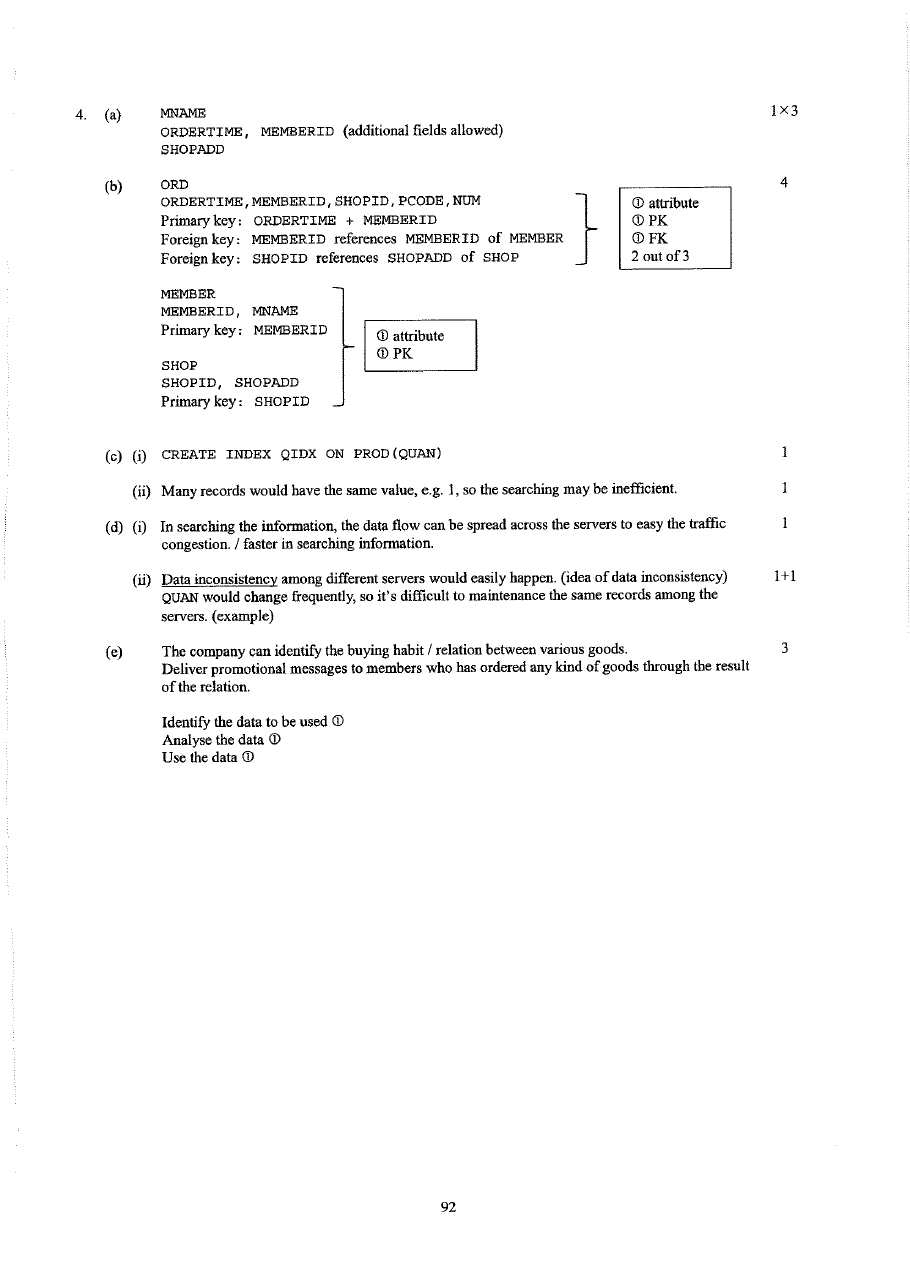 4. (a) MNAME 1×3
ORDERTIME, MEMBERID (additional fields allowed)
SHOPADD
(b) ORD 4
ORDERTIME,MEMBERID,SHOPID,PCODE,NUM
Primary key: ORDERTIME + MEMBERID
Foreign key: MEMBERID references MEMBERID of MEMBER
Foreign key: SHOPID references SHOPADD of SHOP
① attribute
① PK
① FK
2 out of 3
MEMBER
MEMBERID, MNAME
Primary key: MEMBERID
SHOP
SHOPID, SHOPADD
Primary key: SHOPID
① attribute
① PK
(c) (i) CREATE INDEX QIDX ON PROD(QUAN) 1
(ii) Many records would have the same value, e.g. 1, so the searching may be inefficient. 1
(d) (i) In searching the information, the data flow can be spread across the servers to easy the traffic 1
congestion. / faster in searching information.
(ii) Data inconsistency among different servers would easily happen. (idea of data inconsistency) 1+1
QUAN would change frequently, so it's difficult to maintenance the same records among the
servers. (example)
(e) The company can identify the buying habit / relation between various goods. 3
Deliver promotional messages to members who has ordered any kind of goods through the result
of the relation.
Identify the data to be used ①
Analyse the data ①
Use the data ①
92